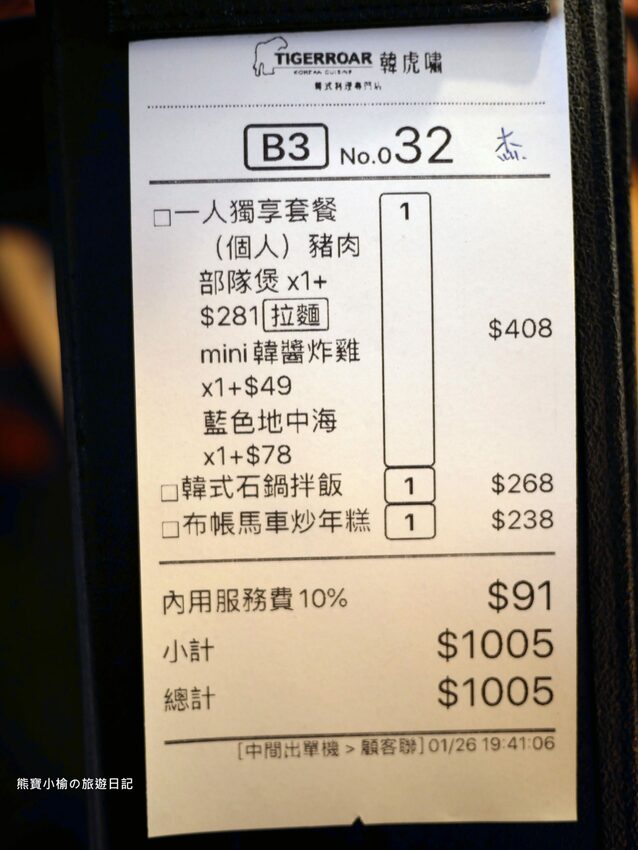 TIGERROAR 韓虎嘯
KOREAN CUISINE
韓式料理專門店
B3 No.032 杰
□一人獨享套餐 1
（個人）豬肉
部隊煲 x1+
$281 拉麵
$408
mini韓醬炸雞
x1+$49
藍色地中海
x1+$78
□韓式石鍋拌飯 1 $268
□布帳馬車炒年糕 1 $238
內用服務費10% $91
小計 $1005
總計 $1005
[中間出單機 > 顧客聯] 01/26 19:41:06
熊寶小榆の旅遊日記